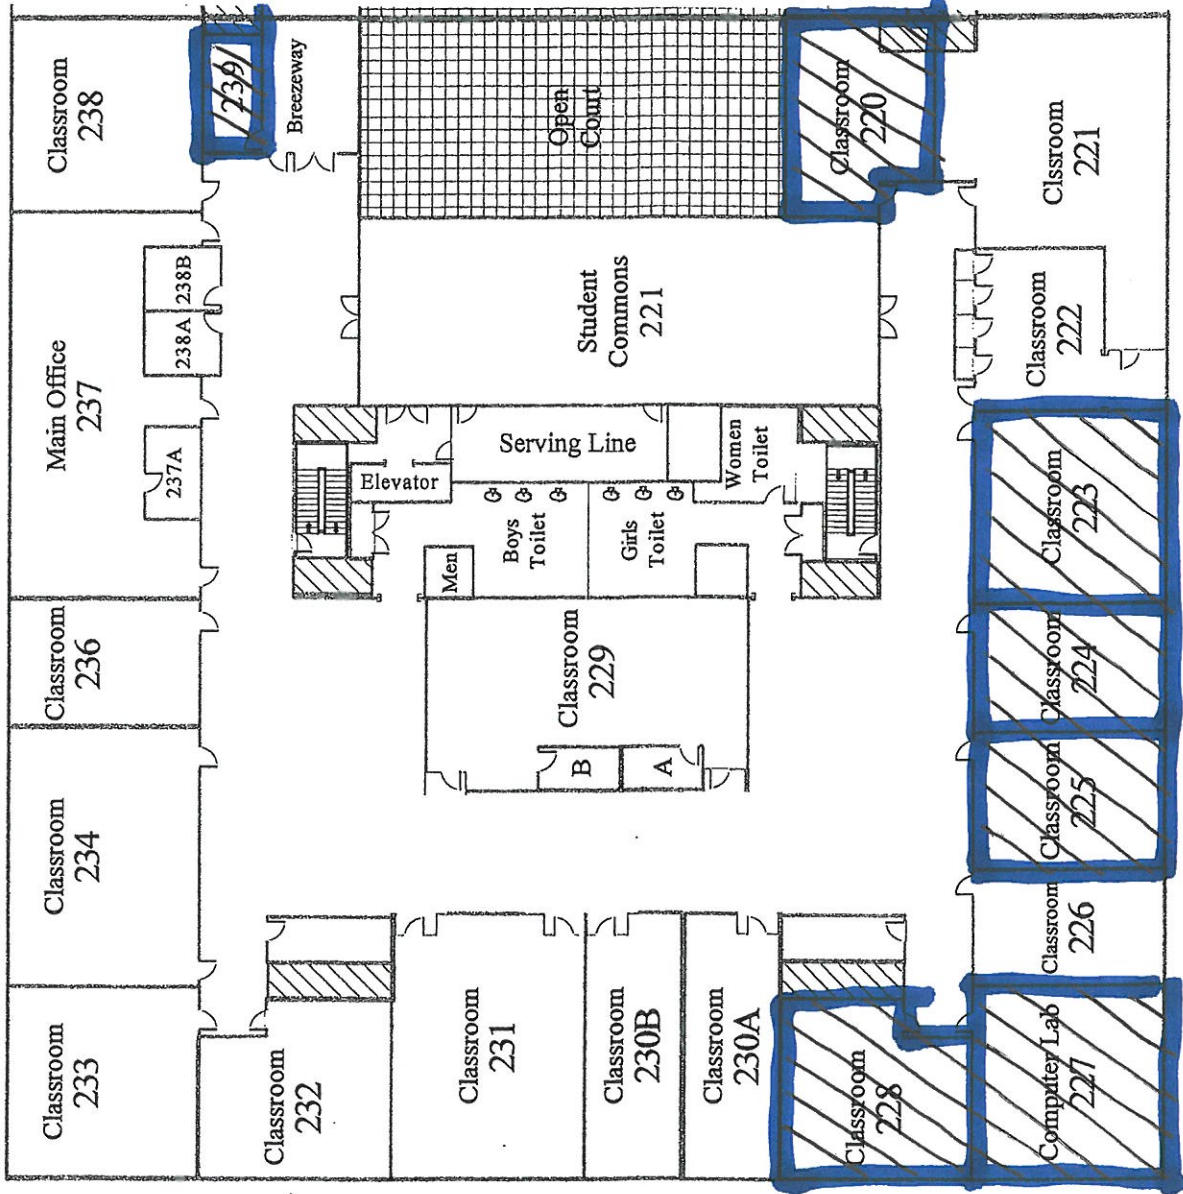 Classroom
238
239
Breezeway
Open
Court
Classroom
220
Clssroom
221
Main Office
237
238B
238A
237A
Student
Commons
221
Classroom
222
Serving Line
Elevator
Women
Toilet
Boys
Toilet
Girls
Toilet
Men
Classroom
223
Classroom
236
Classroom
229
B
A
Classroom
224
Classroom
234
Classroom
225
Classroom
226
Classroom
233
Classroom
232
Classroom
231
Classroom
230B
Classroom
230A
Classroom
228
Computer Lab
227